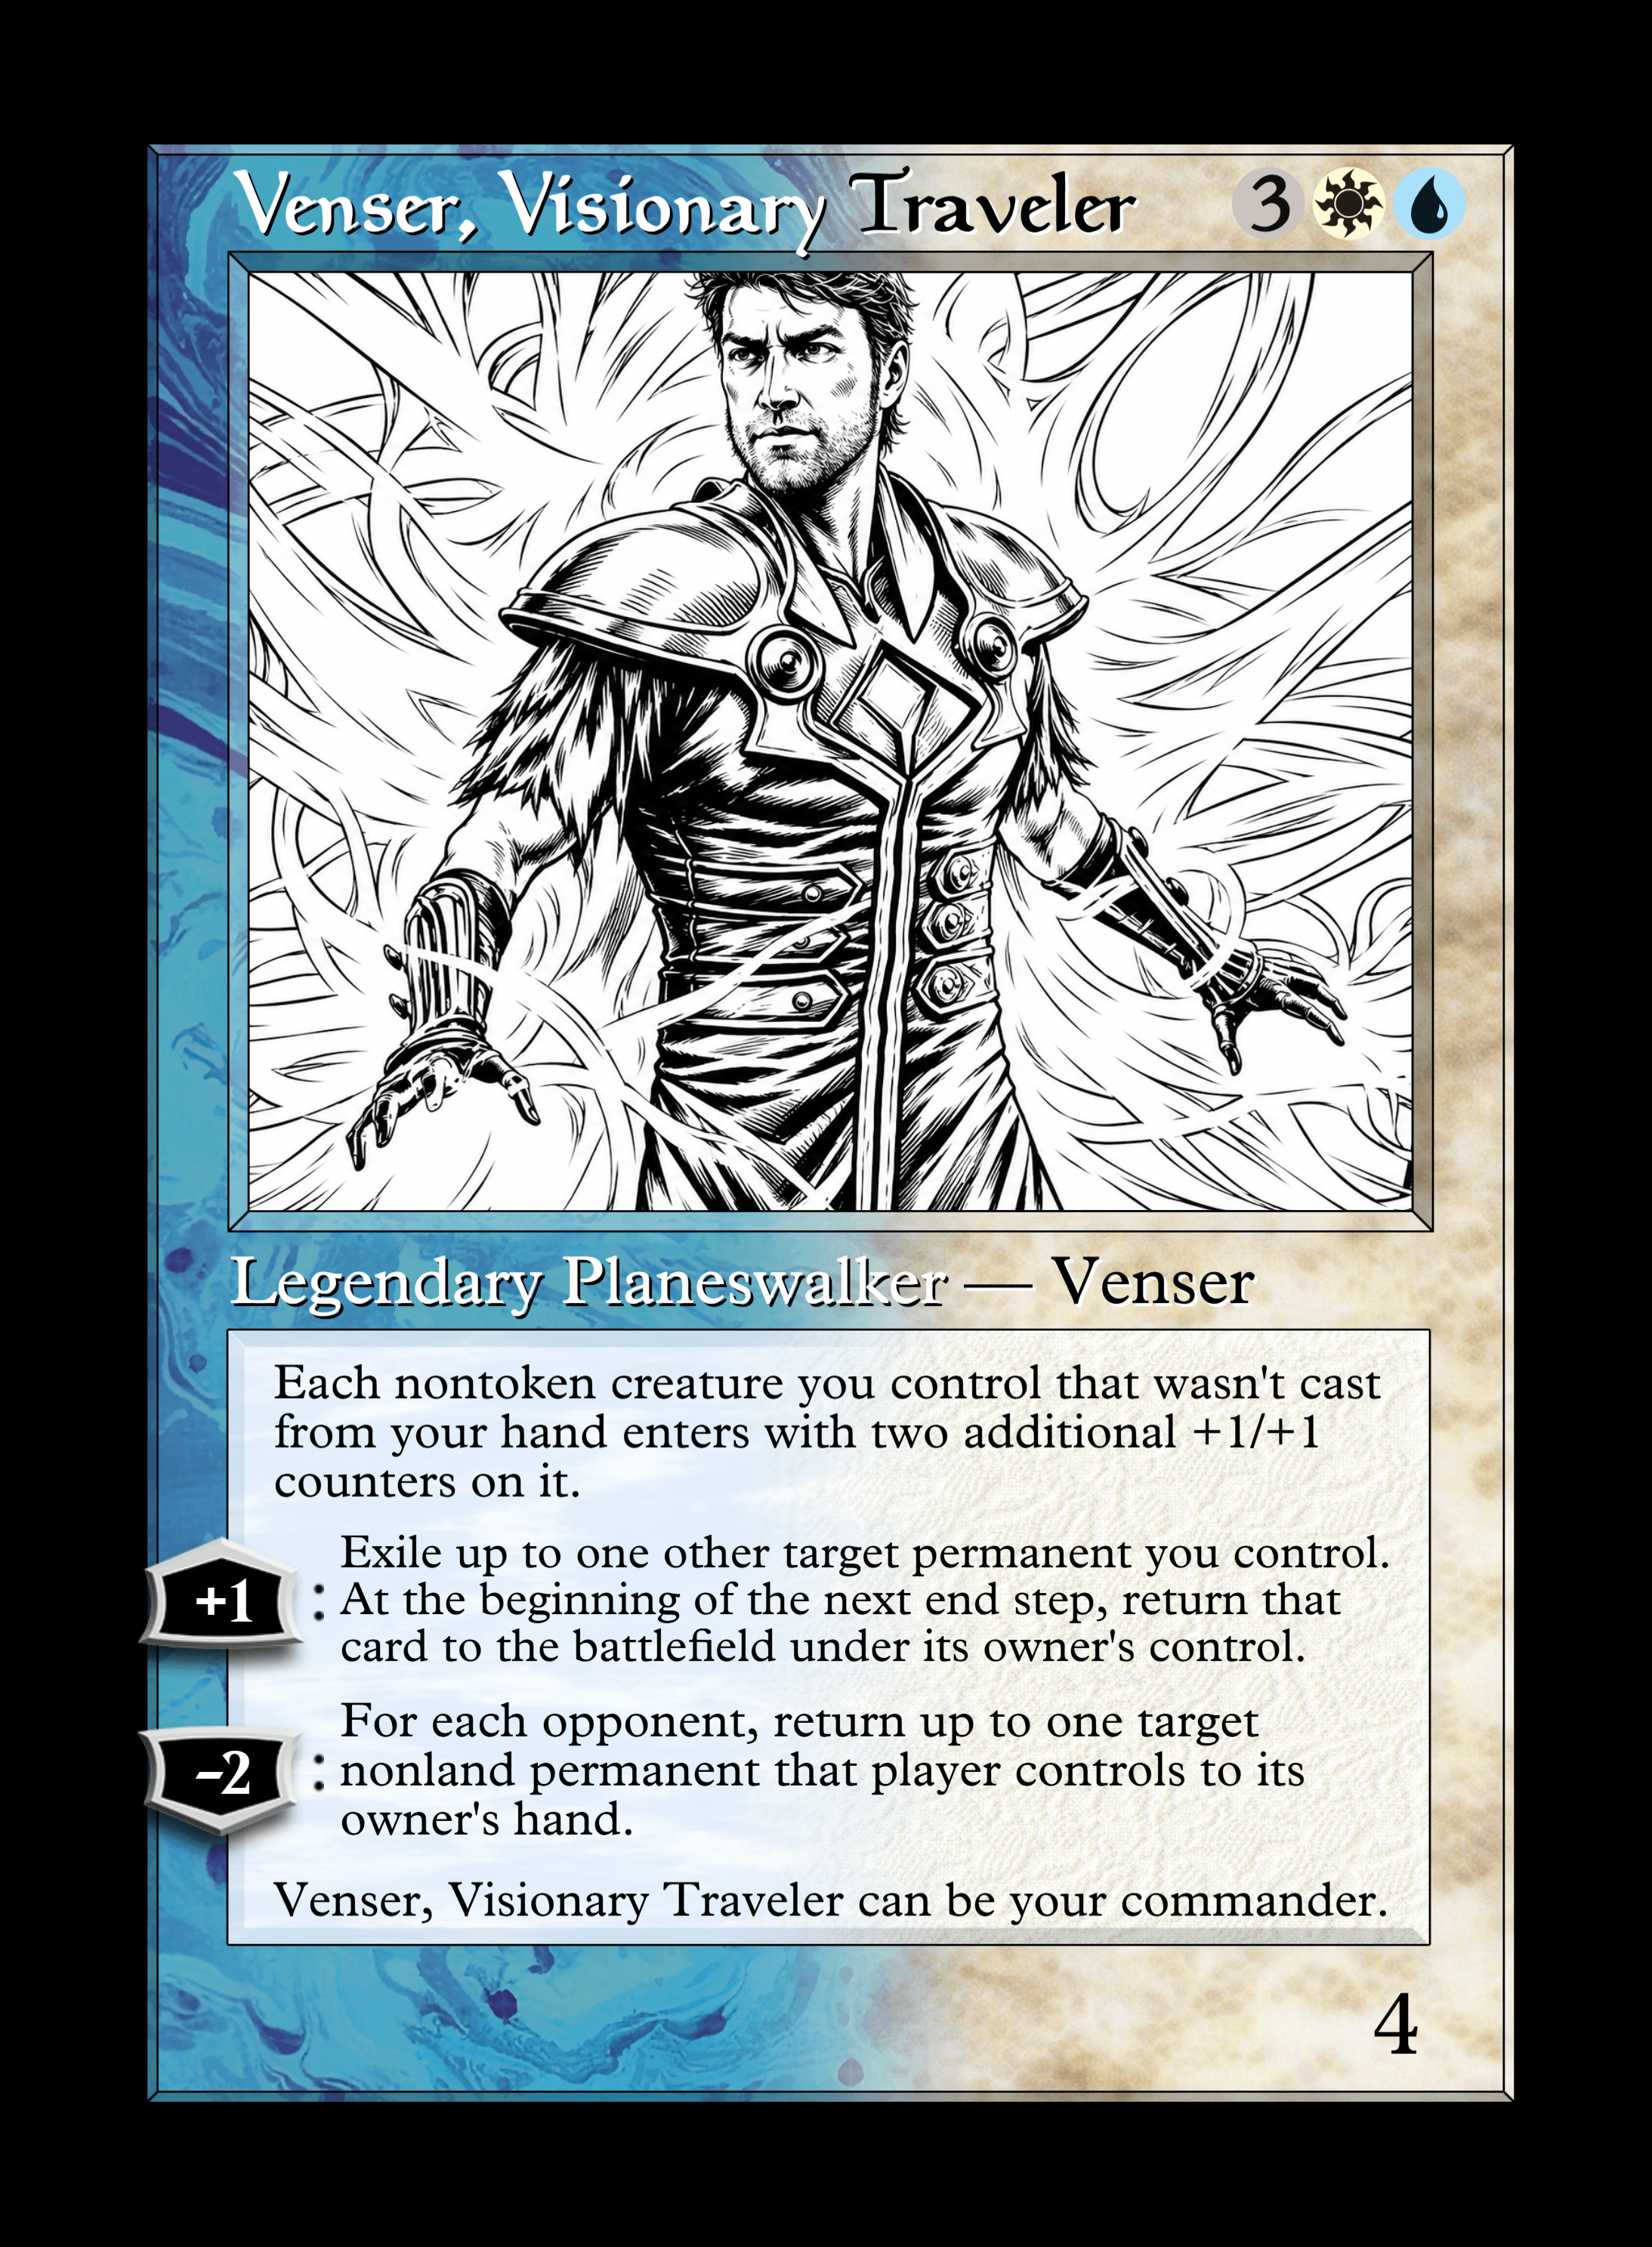 Venser, Visionary Traveler 3
Legendary Planeswalker — Venser
Each nontoken creature you control that wasn't cast
from your hand enters with two additional +1/+1
counters on it.
Exile up to one other target permanent you control.
+1 : At the beginning of the next end step, return that
card to the battlefield under its owner's control.
For each opponent, return up to one target
–2 : nonland permanent that player controls to its
owner's hand.
Venser, Visionary Traveler can be your commander.
4